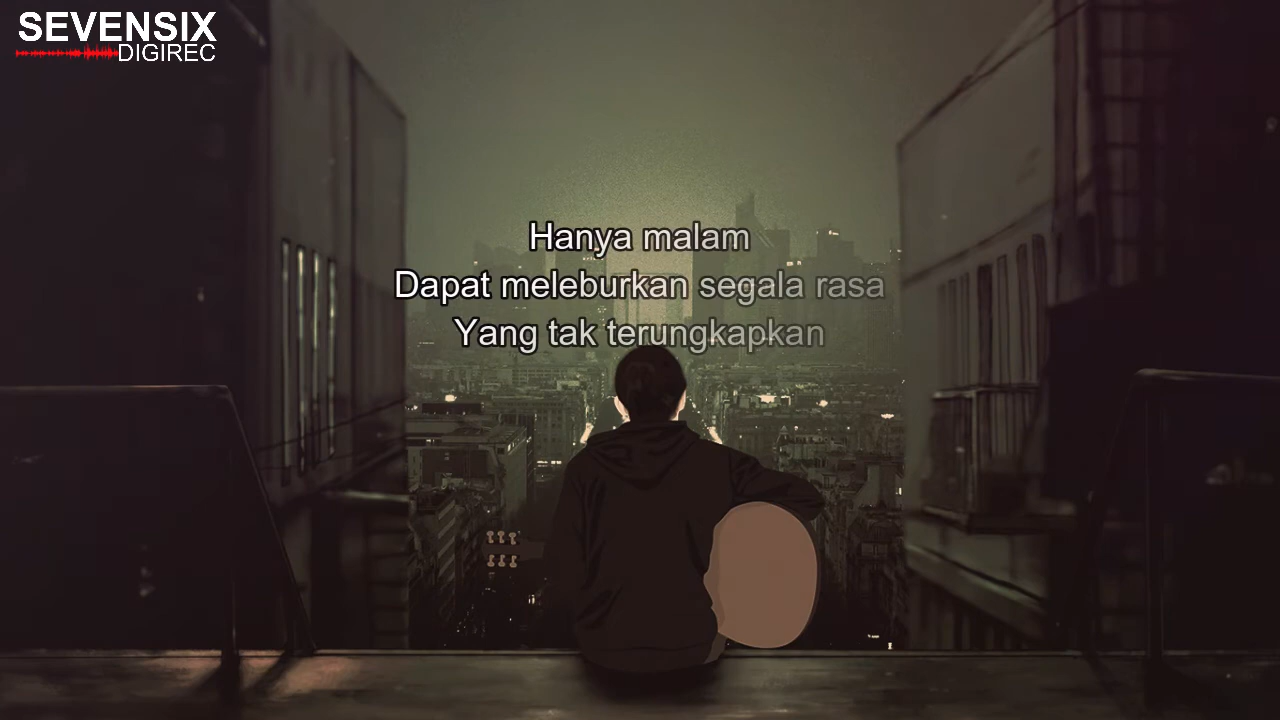 SEVENSIX
DIGIREC
Hanya malam
Dapat meleburkan segala rasa
Yang tak terungkapkan